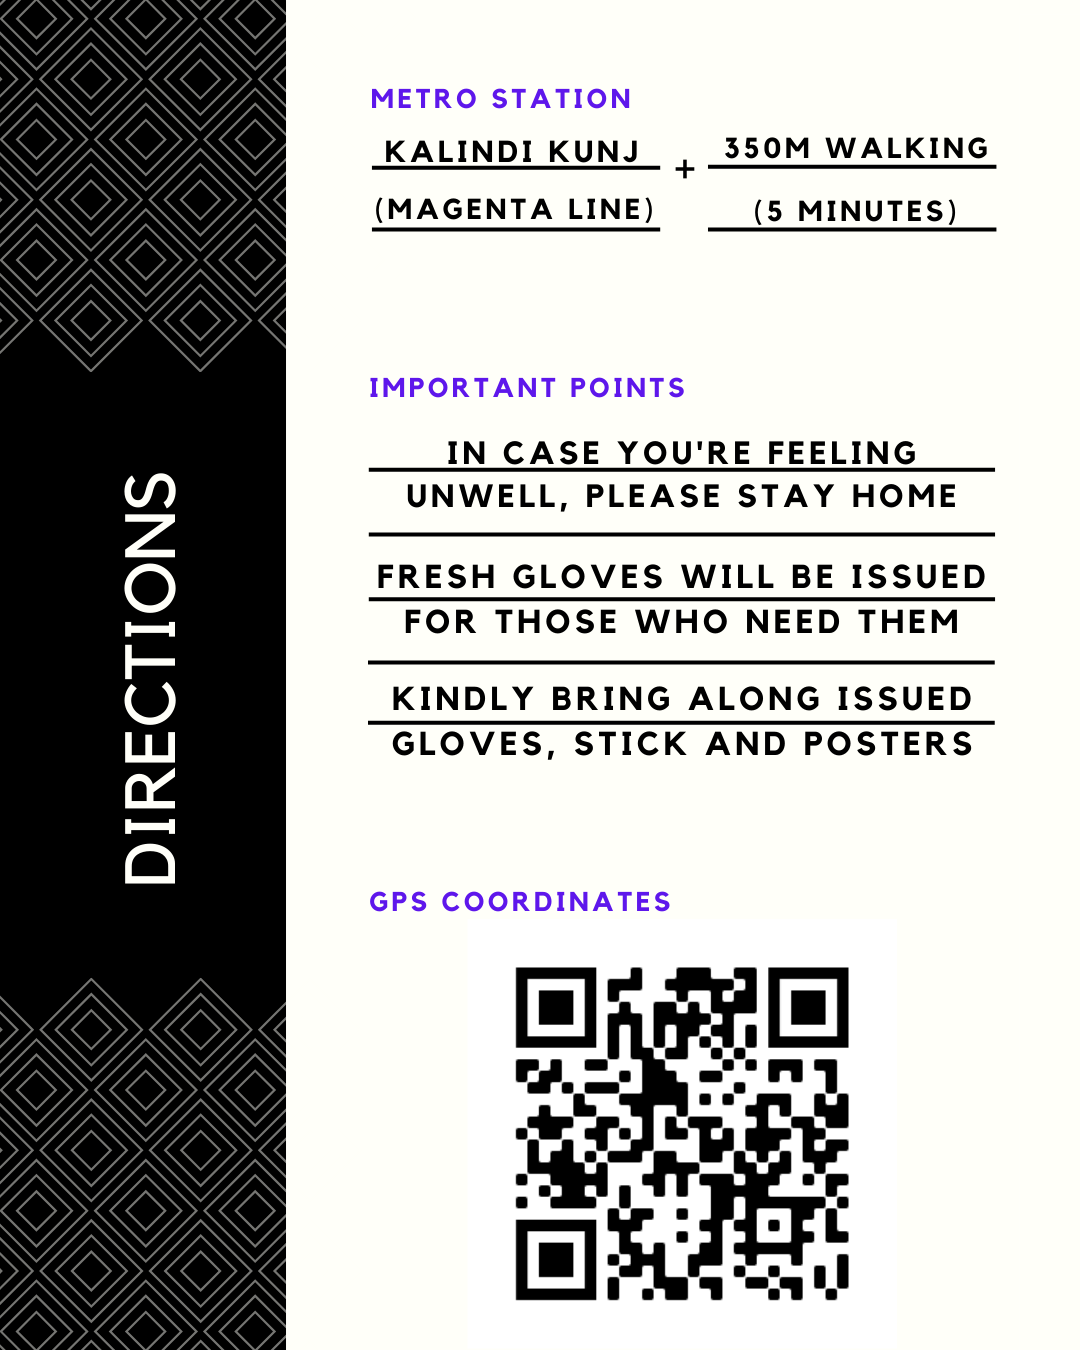 DIRECTIONS
METRO STATION
KALINDI KUNJ + 350M WALKING
(MAGENTA LINE) (5 MINUTES)
IMPORTANT POINTS
IN CASE YOU'RE FEELING
UNWELL, PLEASE STAY HOME
FRESH GLOVES WILL BE ISSUED
FOR THOSE WHO NEED THEM
KINDLY BRING ALONG ISSUED
GLOVES, STICK AND POSTERS
GPS COORDINATES